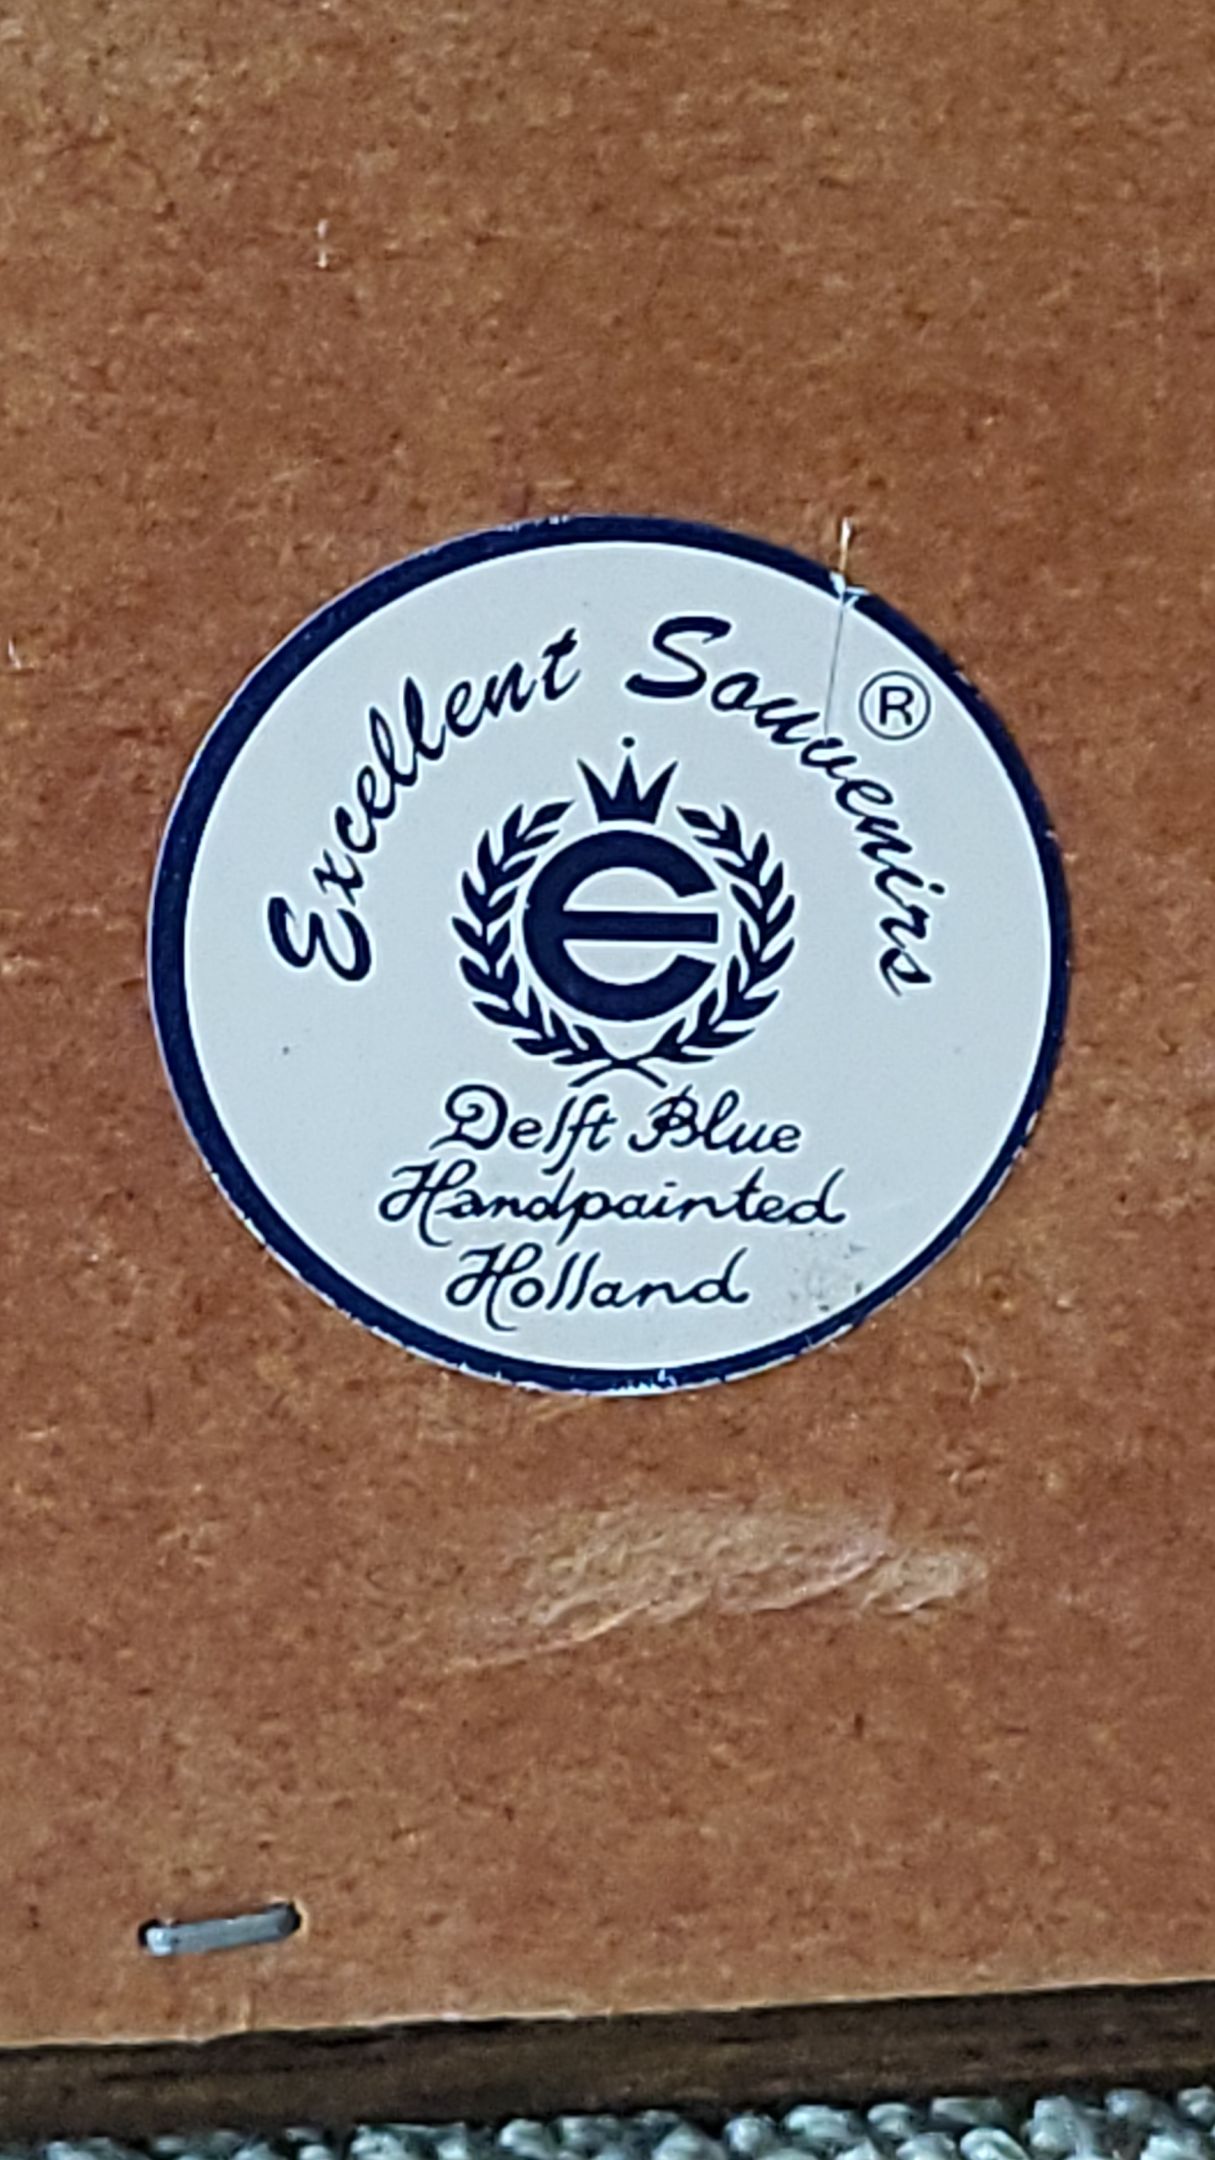 Excellent Souvenirs ®
e
Delft Blue
Handpainted
Holland